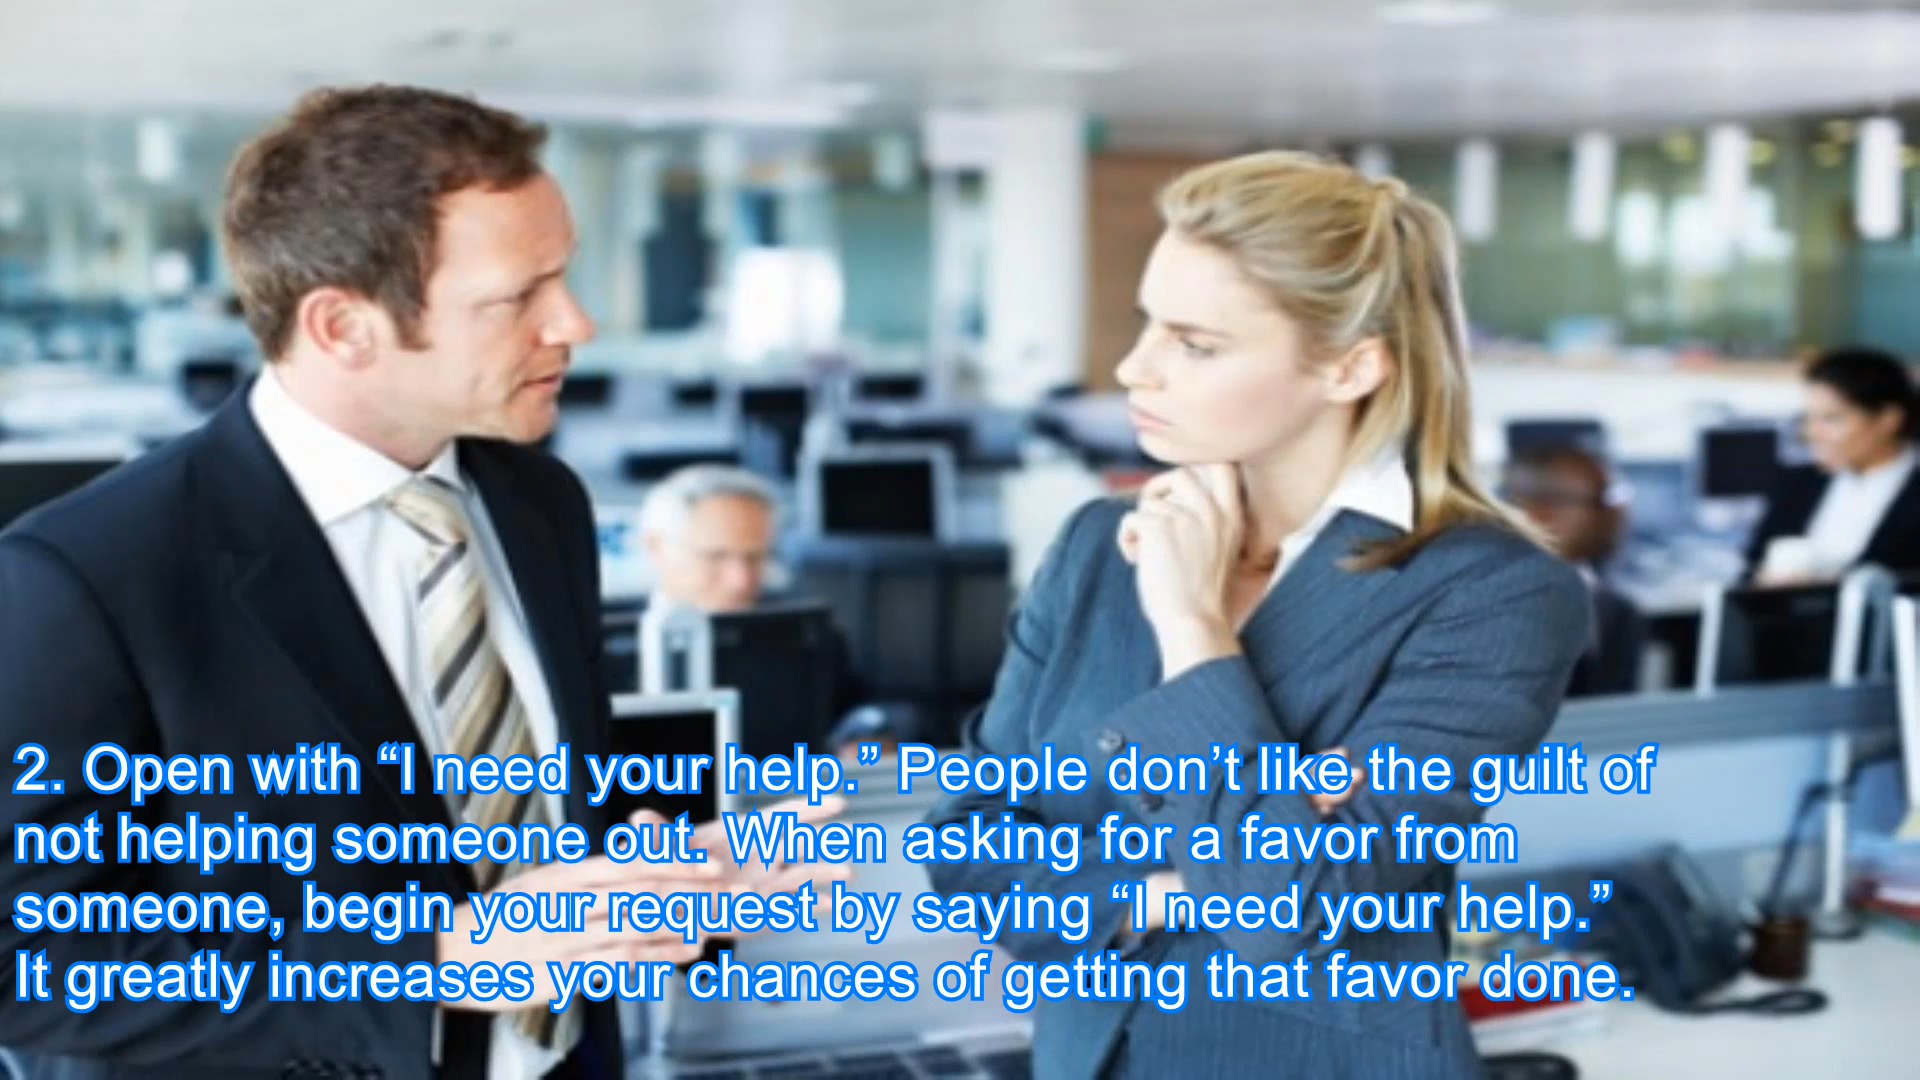 2. Open with “I need your help.” People don’t like the guilt of
not helping someone out. When asking for a favor from
someone, begin your request by saying “I need your help.”
It greatly increases your chances of getting that favor done.